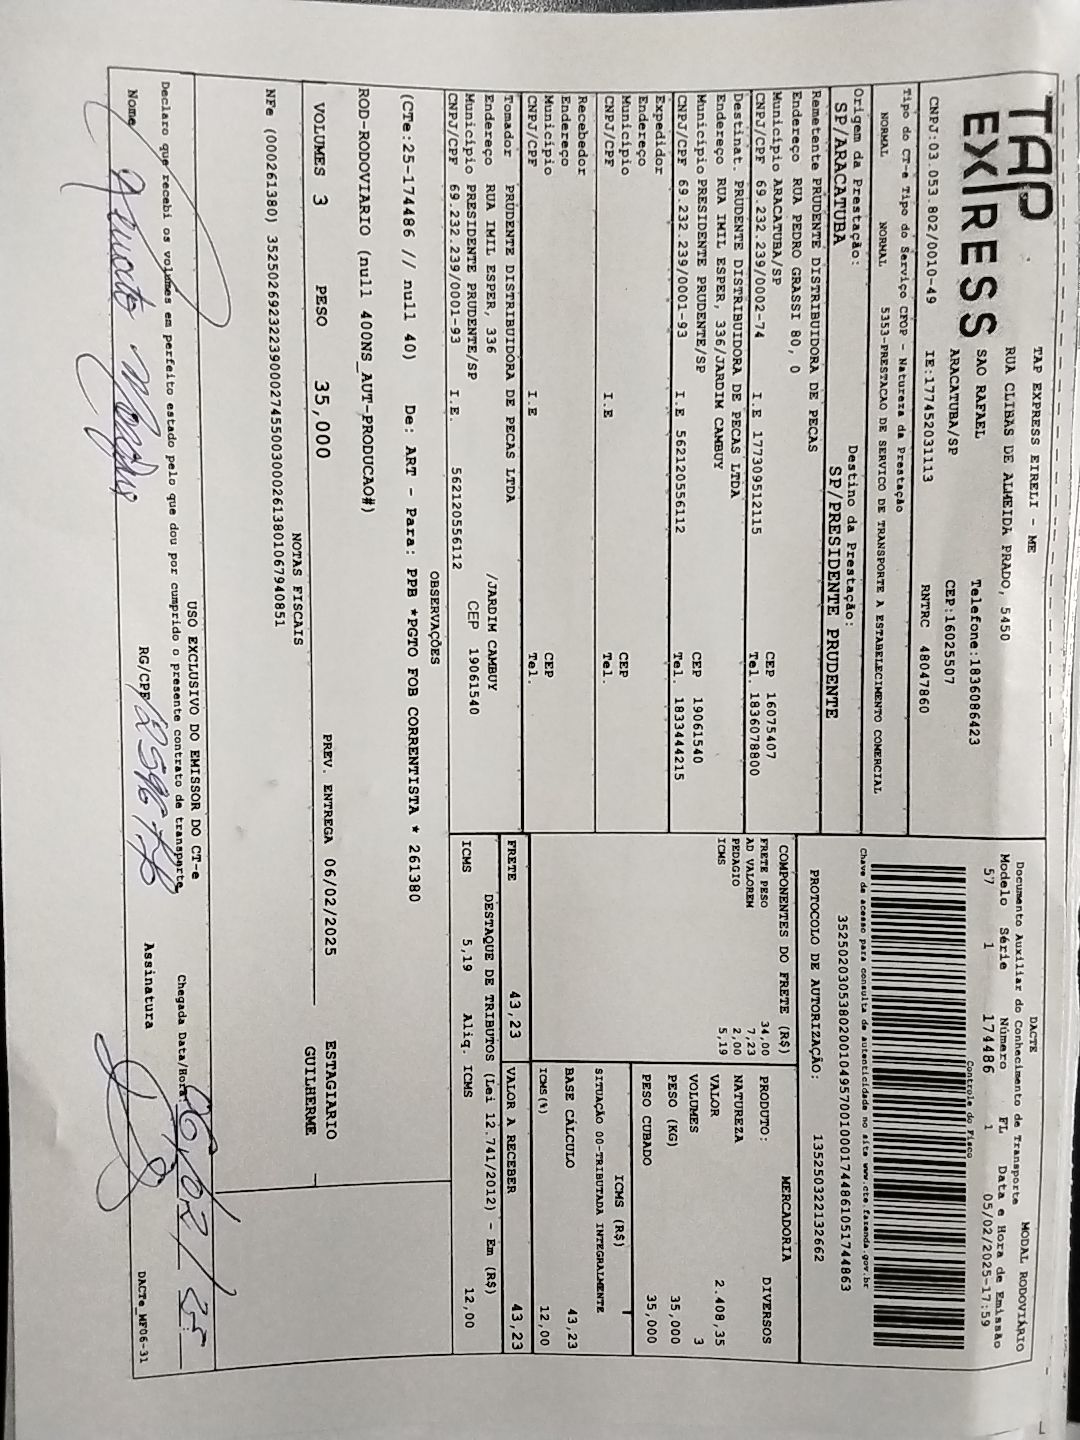 TAP
EXPRESS
TAP EXPRESS EIRELI - ME
RUA CLIBAS DE ALMEIDA PRADO, 5450
SAO RAFAEL
Telefone:1836086423
ARACATUBA/SP
CEP:16025507
CNPJ:03.053.802/0010-49
IE:177452031113
RNTRC 48047860
DACTE
Documento Auxiliar do Conhecimento de Transporte
MODAL RODOVIÁRIO
Modelo Série Número FL Data e Hora de Emissão
57 1 174486 1 05/02/2025-17:59
Controle do Fisco
Chave de acesso para consulta de autenticidade no site www.cte.fazenda.gov.br
35250203053802001049570010001744861051744863
PROTOCOLO DE AUTORIZAÇÃO: 135250322132662
Tipo do CT-e Tipo do Serviço CFOP - Natureza da Prestação
NORMAL NORMAL 5353-PRESTACAO DE SERVICO DE TRANSPORTE A ESTABELECIMENTO COMERCIAL
Origem da Prestação: Destino da Prestação:
SP/ARACATUBA SP/PRESIDENTE PRUDENTE
Remetente PRUDENTE DISTRIBUIDORA DE PECAS
Endereço RUA PEDRO GRASSI 80, 0
Município ARACATUBA/SP CEP 16075407
CNPJ/CPF 69.232.239/0002-74 I.E 177309512115 Tel. 1836078800
Destinat. PRUDENTE DISTRIBUIDORA DE PECAS LTDA
Endereço RUA IMIL ESPER, 336/JARDIM CAMBUY
Município PRESIDENTE PRUDENTE/SP CEP 19061540
CNPJ/CPF 69.232.239/0001-93 I.E 562120556112 Tel. 1833444215
Expedidor
Endereço
Município CEP
CNPJ/CPF I.E Tel.
Recebedor
Endereço
Município CEP
CNPJ/CPF I.E Tel.
Tomador PRUDENTE DISTRIBUIDORA DE PECAS LTDA
Endereço RUA IMIL ESPER, 336 /JARDIM CAMBUY
Município PRESIDENTE PRUDENTE/SP CEP 19061540
CNPJ/CPF 69.232.239/0001-93 I.E. 562120556112
COMPONENTES DO FRETE (R$)
FRETE PESO 34,00
AD VALOREM 7,23
PEDAGIO 2,00
ICMS 5,19
MERCADORIA
PRODUTO: DIVERSOS
NATUREZA
VALOR 2.408,35
VOLUMES 3
PESO (KG) 35,000
PESO CUBADO 35,000
ICMS (R$)
SITUAÇÃO 00-TRIBUTADA INTEGRALMENTE
BASE CÁLCULO 43,23
ICMS(%) 12,00
FRETE 43,23 VALOR A RECEBER 43,23
DESTAQUE DE TRIBUTOS (Lei 12.741/2012) - Em (R$)
ICMS 5,19 Aliq. ICMS 12,00
OBSERVAÇÕES
(CTe:25-174486 // null 40) De: ART - Para: PPB *PGTO FOB CORRENTISTA * 261380
ROD-RODOVIARIO (null 400NS_AUT-PRODUCAO#)
VOLUMES 3 PESO 35,000 PREV. ENTREGA 06/02/2025
ESTAGIARIO
GUILHERME
NOTAS FISCAIS
NFe (000261380) 35250269232239000274550030002613801067940851
USO EXCLUSIVO DO EMISSOR DO CT-e
Declaro que recebi os volumes em perfeito estado pelo que dou por cumprido o presente contrato de transporte
Chegada Data/Hora: 06/02/25
Nome RG/CPF Assinatura
DACTe_MF06-31